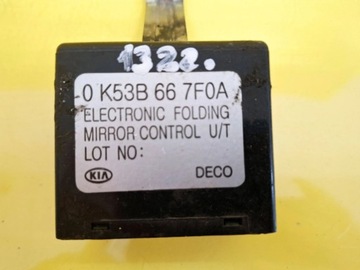 1322.
0 K53B 66 7F0A
ELECTRONIC FOLDING
MIRROR CONTROL U/T
LOT NO:
KIA DECO